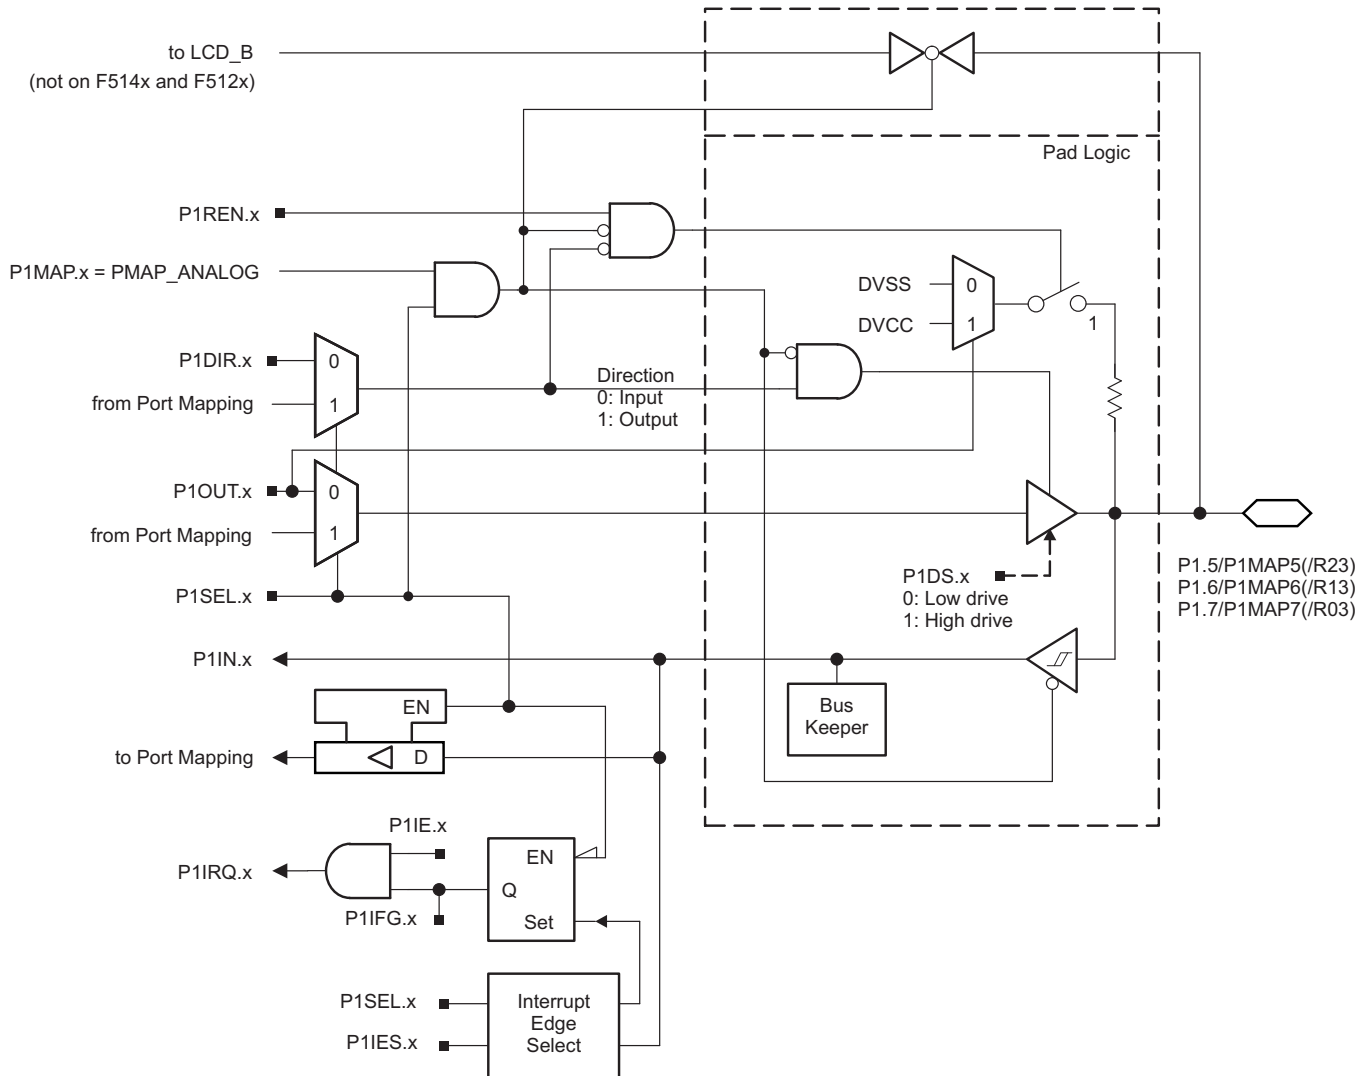 to LCD_B
(not on F514x and F512x)
Pad Logic
P1REN.x
P1MAP.x = PMAP_ANALOG
DVSS
0
DVCC
1
1
P1DIR.x
0
from Port Mapping
1
Direction
0: Input
1: Output
P1OUT.x
0
from Port Mapping
1
P1SEL.x
P1DS.x
0: Low drive
1: High drive
P1.5/P1MAP5(/R23)
P1.6/P1MAP6(/R13)
P1.7/P1MAP7(/R03)
P1IN.x
EN
Bus
Keeper
to Port Mapping
D
P1IE.x
P1IRQ.x
EN
Q
P1IFG.x
Set
P1SEL.x
P1IES.x
Interrupt
Edge
Select